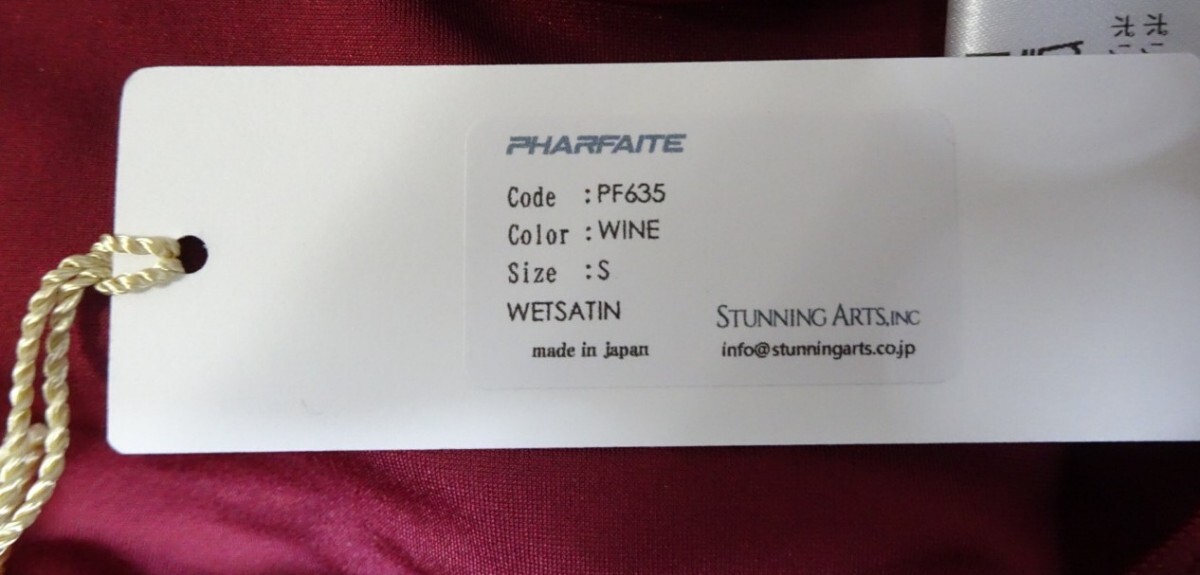 PHARFAITE
Code :PF635
Color :WINE
Size :S
WETSATIN
made in japan
STUNNING ARTS,INC
info@stunningarts.co.jp